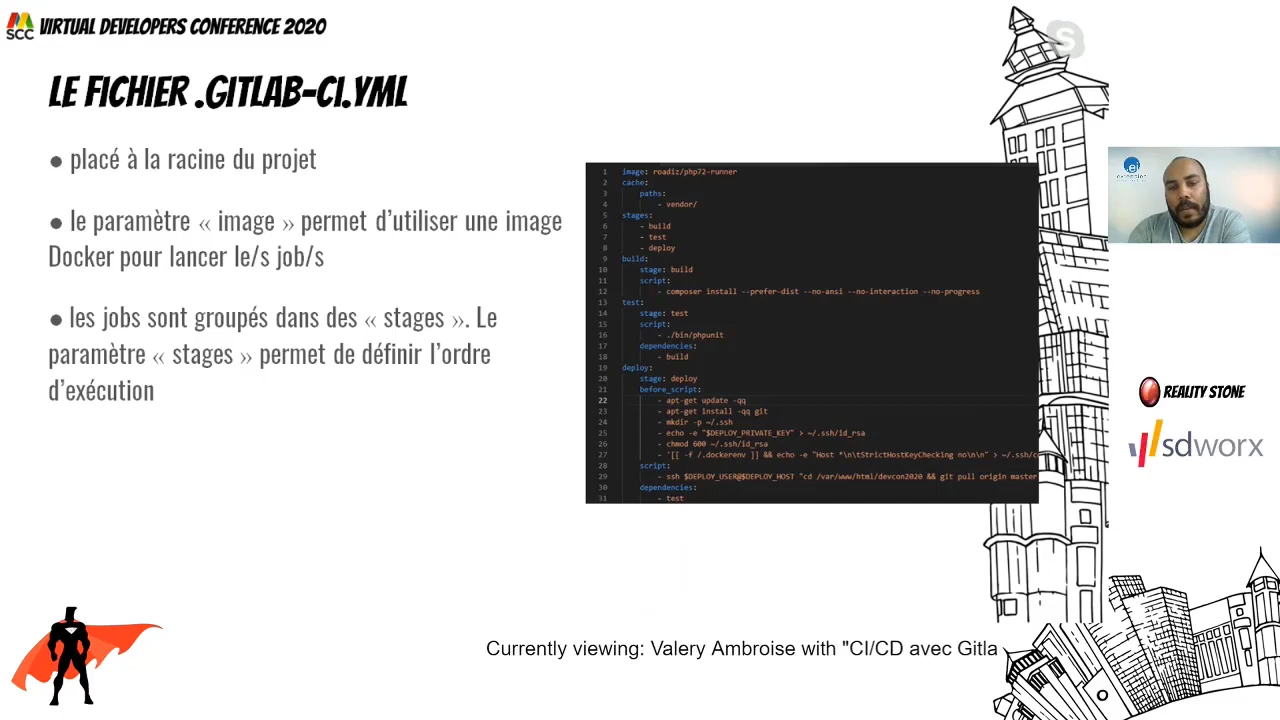 SCC VIRTUAL DEVELOPERS CONFERENCE 2020
LE FICHIER .GITLAB-CI.YML
● placé à la racine du projet
● le paramètre « image » permet d'utiliser une image
Docker pour lancer le/s job/s
● les jobs sont groupés dans des « stages ». Le
paramètre « stages » permet de définir l'ordre
d'exécution
1 image: roadiz/php72-runner
2 cache:
3 paths:
4 - vendor/
5 stages:
6 - build
7 - test
8 - deploy
9 build:
10 stage: build
11 script:
12 - composer install --prefer-dist --no-ansi --no-interaction --no-progress
13 test:
14 stage: test
15 script:
16 - ./bin/phpunit
17 dependencies:
18 - build
19 deploy:
20 stage: deploy
21 before_script:
22 - apt-get update -qq
23 - apt-get install -qq git
24 - mkdir -p ~/.ssh
25 - echo -e "$DEPLOY_PRIVATE_KEY" > ~/.ssh/id_rsa
26 - chmod 600 ~/.ssh/id_rsa
27 - '[[ -f /.dockerenv ]] && echo -e "Host *\n\tStrictHostKeyChecking no\n\n" > ~/.ssh/c
28 script:
29 - ssh $DEPLOY_USER@$DEPLOY_HOST "cd /var/www/html/devcon2020 && git pull origin master
30 dependencies:
31 - test
S
ei
REALITY STONE
sdworx
Currently viewing: Valery Ambroise with "CI/CD avec Gitla